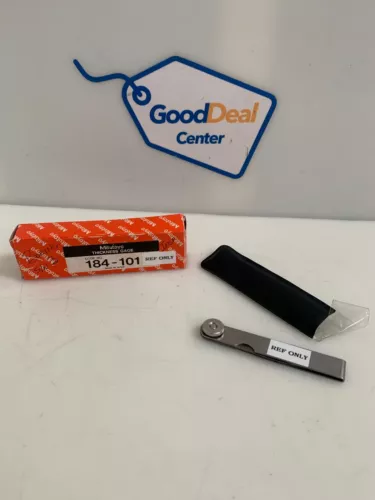 GoodDeal
Center
Mitutoyo
THICKNESS GAGE
184-101
REF ONLY
REF ONLY